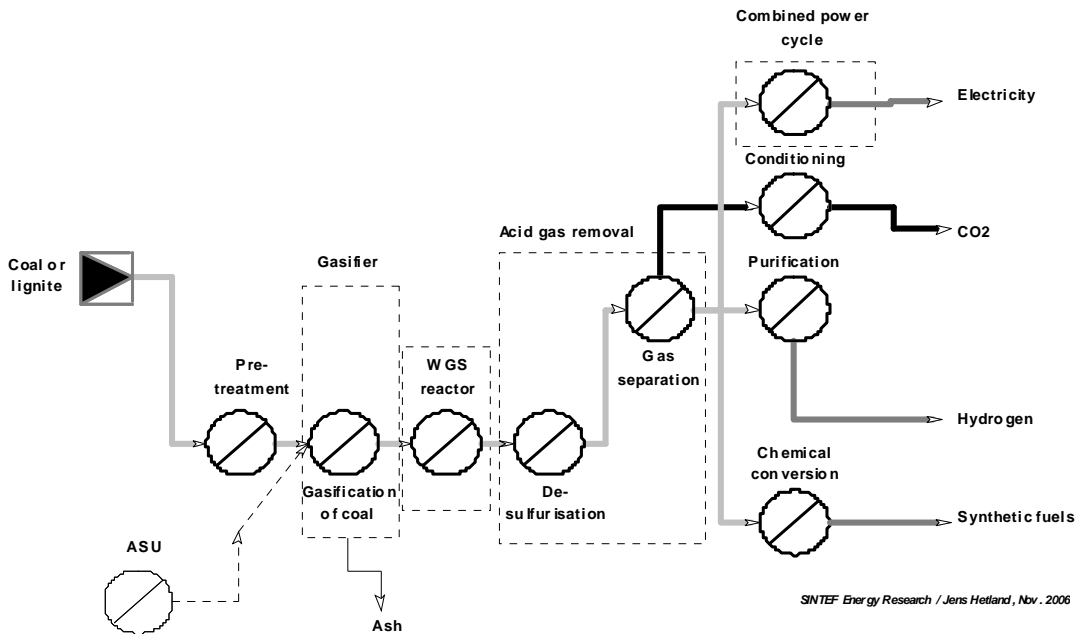 Combined power
cycle
Electricity
Conditioning
CO2
Acid gas removal
Purification
Coal or
lignite
Gasifier
Gas
separation
Pre-
treatment
WGS
reactor
Hydrogen
Chemical
conversion
Gasification
of coal
De-
sulfurisation
Synthetic fuels
ASU
Ash
SINTEF Energy Research / Jens Hetland, Nov. 2006